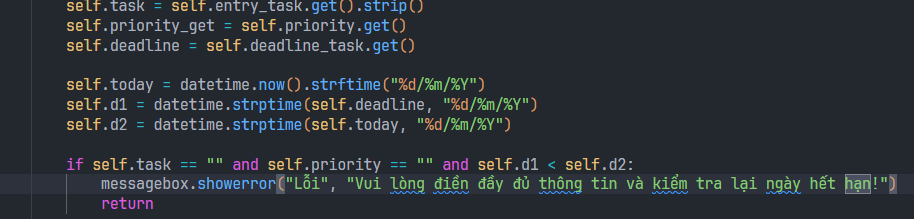 self.task = self.entry_task.get().strip()
self.priority_get = self.priority.get()
self.deadline = self.deadline_task.get()
self.today = datetime.now().strftime("%d/%m/%Y")
self.d1 = datetime.strptime(self.deadline, "%d/%m/%Y")
self.d2 = datetime.strptime(self.today, "%d/%m/%Y")
if self.task == "" and self.priority == "" and self.d1 < self.d2:
messagebox.showerror("Lỗi", "Vui lòng điền đầy đủ thông tin và kiểm tra lại ngày hết hạn!")
return